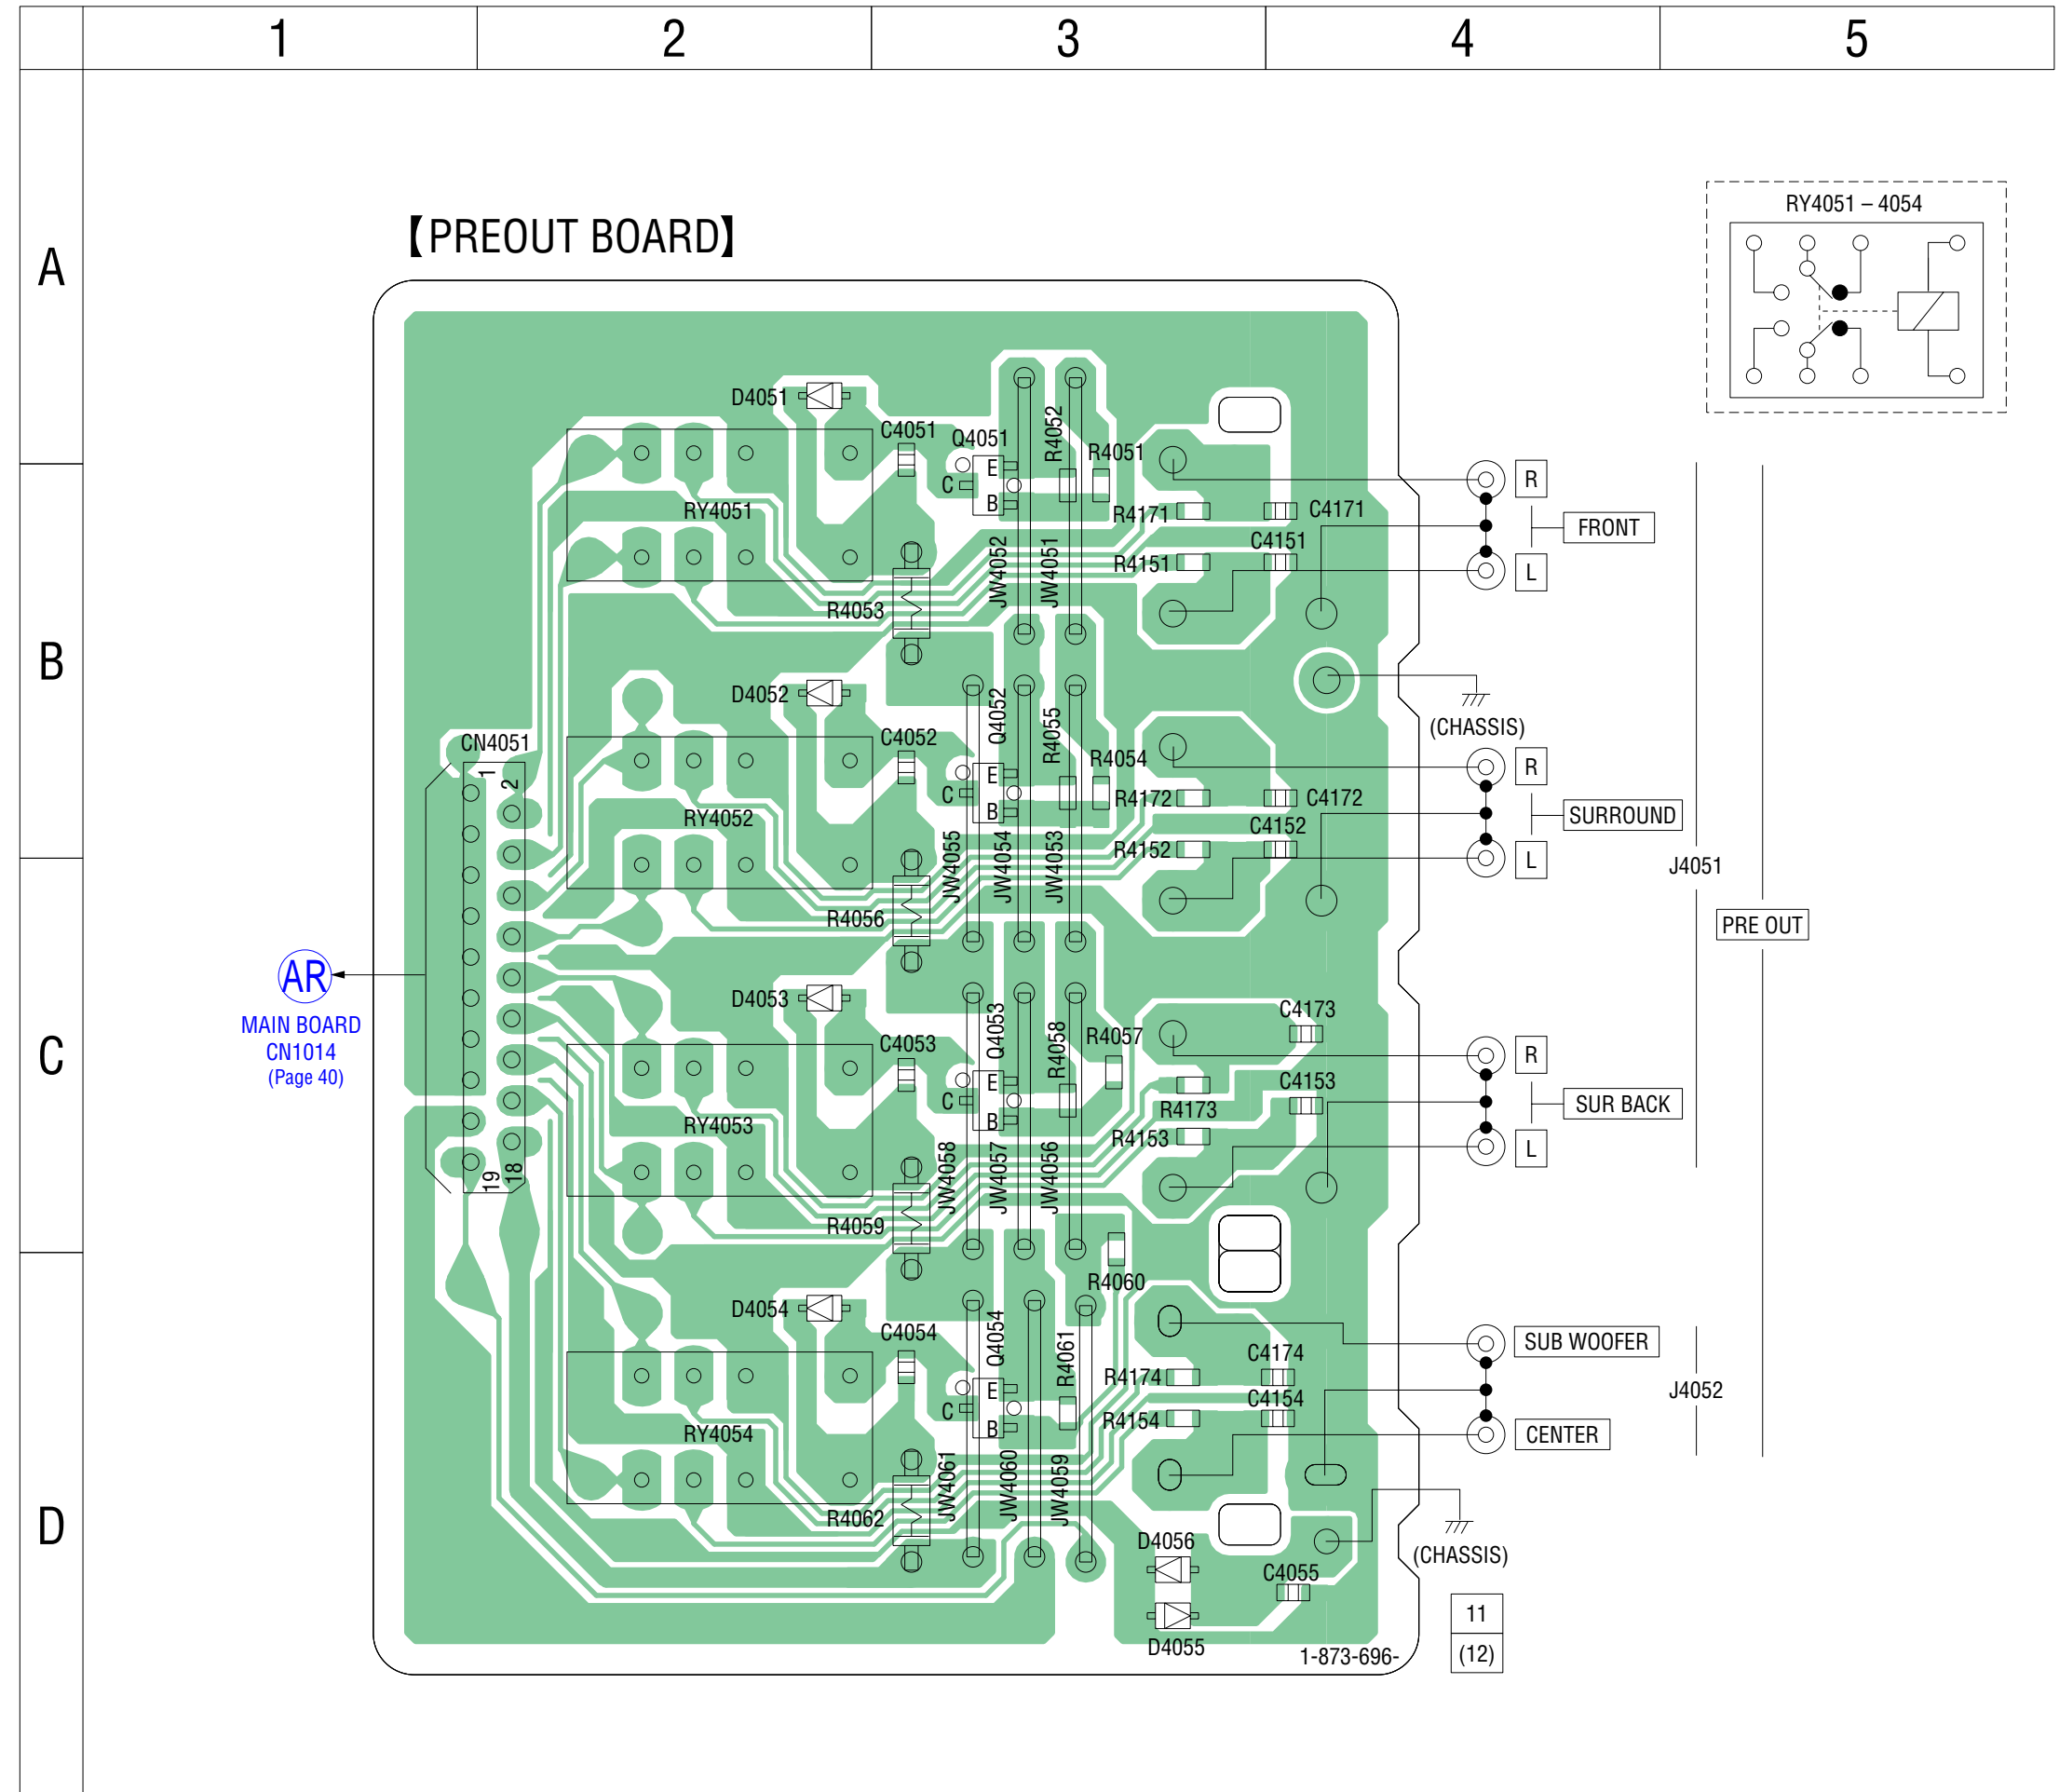 1 2 3 4 5
A
B
C
D
【PREOUT BOARD】
RY4051 – 4054
D4051
C4051
Q4051
R4052
R4051
E
C
B
RY4051
R4171
C4171
C4151
R4151
JW4052
JW4051
R4053
R
FRONT
L
(CHASSIS)
D4052
Q4052
R4055
C4052
R4054
CN4051
1
2
E
C
B
RY4052
R4172
C4172
C4152
R4152
JW4055
JW4054
JW4053
R4056
R
SURROUND
L
J4051
PRE OUT
AR
MAIN BOARD
CN1014
(Page 40)
D4053
Q4053
R4058
C4053
R4057
C4173
E
C
B
RY4053
C4153
R4173
R4153
JW4058
JW4057
JW4056
19
18
R4059
R
SUR BACK
L
R4060
D4054
Q4054
R4061
C4054
E
C
B
RY4054
R4174
C4174
C4154
R4154
JW4061
JW4060
JW4059
R4062
SUB WOOFER
J4052
CENTER
(CHASSIS)
D4056
C4055
D4055
1-873-696-
11
(12)